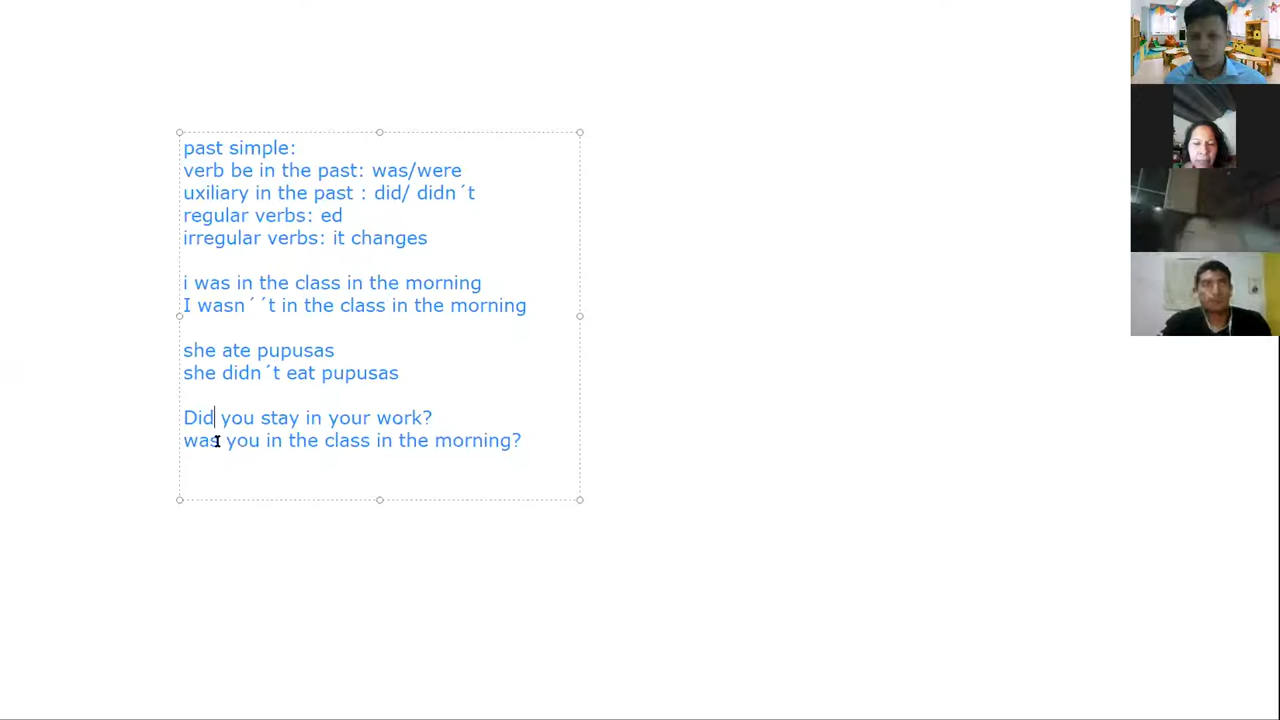 past simple:
verb be in the past: was/were
uxiliary in the past : did/ didn´t
regular verbs: ed
irregular verbs: it changes
i was in the class in the morning
I wasn´´t in the class in the morning
she ate pupusas
she didn´t eat pupusas
Did you stay in your work?
was you in the class in the morning?